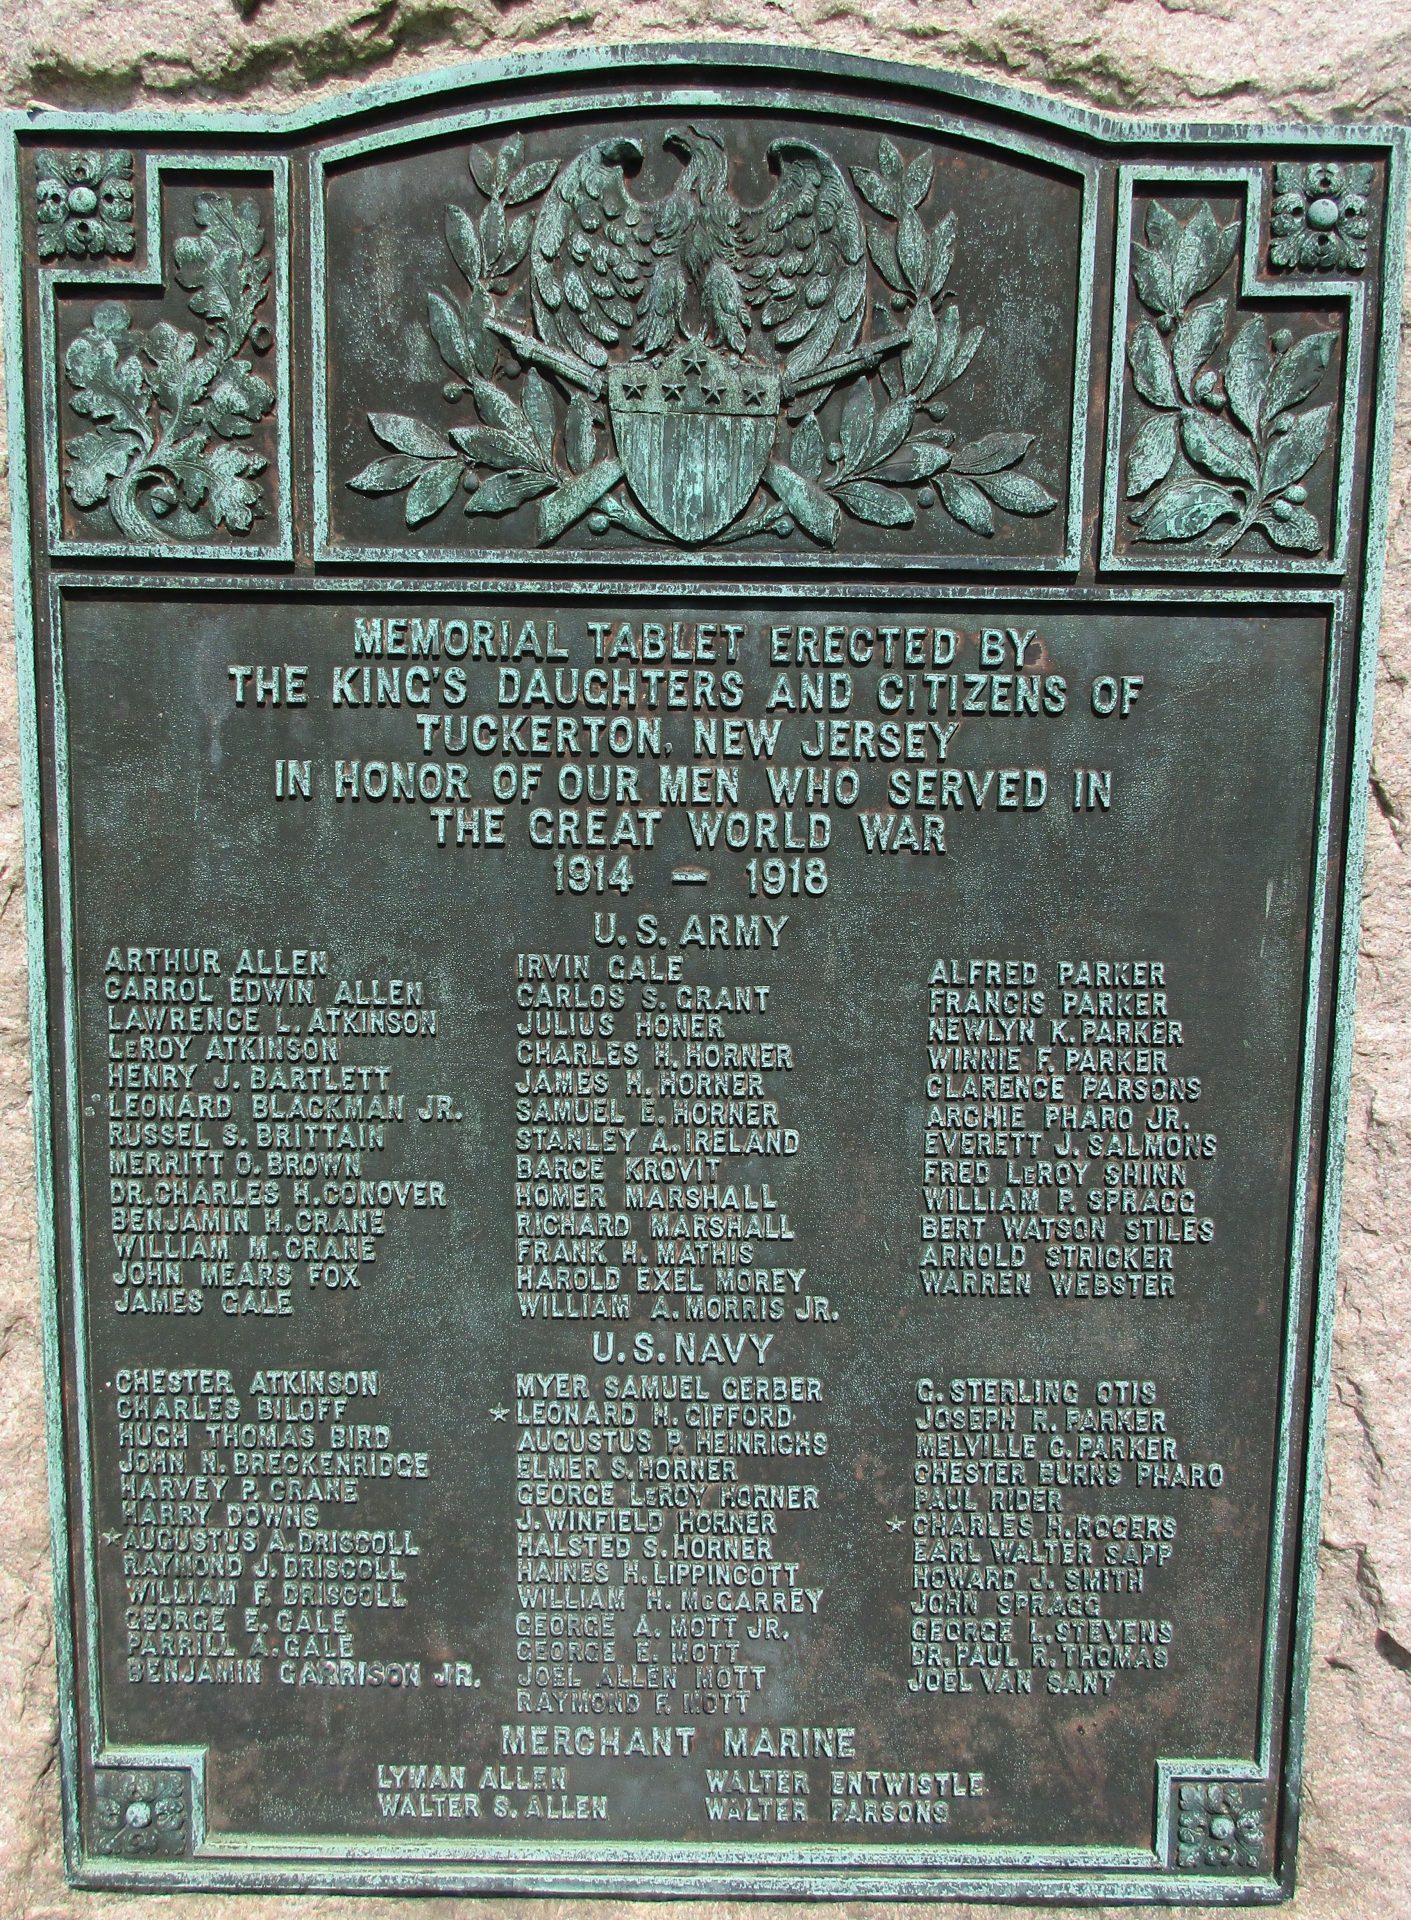 MEMORIAL TABLET ERECTED BY
THE KING'S DAUGHTERS AND CITIZENS OF
TUCKERTON, NEW JERSEY
IN HONOR OF OUR MEN WHO SERVED IN
THE GREAT WORLD WAR
1914 – 1918
U.S. ARMY
ARTHUR ALLEN
CARROL EDWIN ALLEN
LAWRENCE L. ATKINSON
LEROY ATKINSON
HENRY J. BARTLETT
LEONARD BLACKMAN JR.
RUSSEL S. BRITTAIN
MERRITT O. BROWN
DR. CHARLES H. CONOVER
BENJAMIN H. CRANE
WILLIAM M. CRANE
JOHN MEARS FOX
JAMES GALE
IRVIN GALE
CARLOS S. GRANT
JULIUS HONER
CHARLES H. HORNER
JAMES H. HORNER
SAMUEL E. HORNER
STANLEY A. IRELAND
BARGE KROVIT
HOMER MARSHALL
RICHARD MARSHALL
FRANK H. MATHIS
HAROLD EXEL MOREY
WILLIAM A. MORRIS JR.
ALFRED PARKER
FRANCIS PARKER
NEWLYN K. PARKER
WINNIE F. PARKER
CLARENCE PARSONS
ARCHIE PHARO JR.
EVERETT J. SALMONS
FRED LEROY SHINN
WILLIAM P. SPRAGG
BERT WATSON STILES
ARNOLD STRICKER
WARREN WEBSTER
U.S. NAVY
CHESTER ATKINSON
CHARLES BILOFF
HUGH THOMAS BIRD
JOHN N. BRECKENRIDGE
HARVEY P. CRANE
HARRY DOWNS
★AUGUSTUS A. DRISCOLL
RAYMOND J. DRISCOLL
WILLIAM F. DRISCOLL
GEORGE E. GALE
PARRILL A. GALE
BENJAMIN GARRISON JR.
MYER SAMUEL GERBER
★LEONARD H. GIFFORD
AUGUSTUS P. HEINRICHS
ELMER S. HORNER
GEORGE LEROY HORNER
J. WINFIELD HORNER
HALSTED S. HORNER
HAINES H. LIPPINCOTT
WILLIAM H. McGARREY
GEORGE A. MOTT JR.
GEORGE E. MOTT
JOEL ALLEN MOTT
RAYMOND F. MOTT
G. STERLING OTIS
JOSEPH R. PARKER
MELVILLE C. PARKER
CHESTER BURNS PHARO
PAUL RIDER
★CHARLES H. ROGERS
EARL WALTER SAPP
HOWARD J. SMITH
JOHN SPRAGG
GEORGE L. STEVENS
DR. PAUL R. THOMAS
JOEL VAN SANT
MERCHANT MARINE
LYMAN ALLEN
WALTER S. ALLEN
WALTER ENTWISTLE
WALTER PARSONS